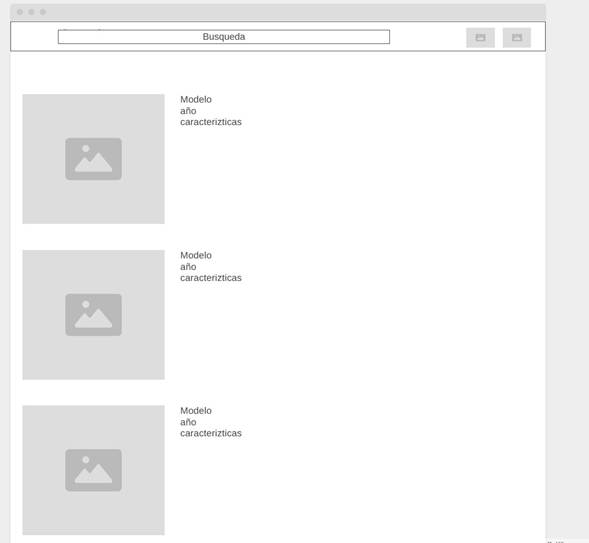 Busqueda
Modelo
año
caracterizticas
Modelo
año
caracterizticas
Modelo
año
caracterizticas